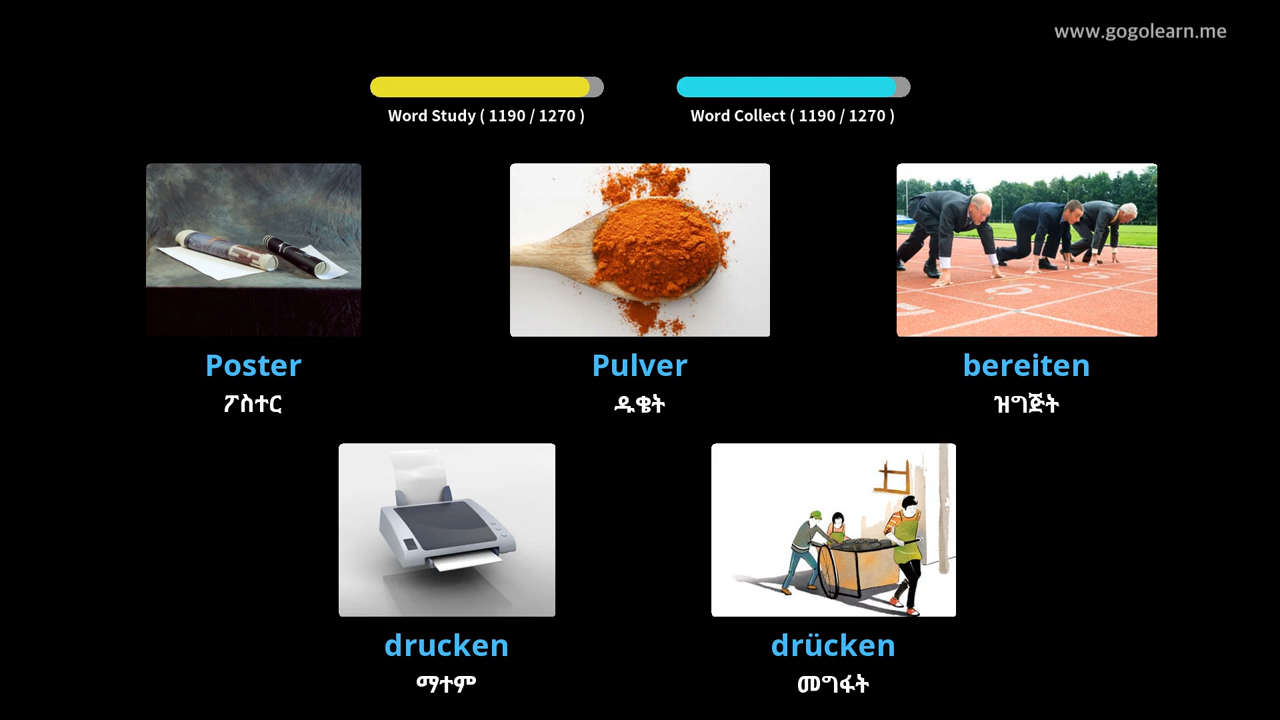 www.gogolearn.me
Word Study ( 1190 / 1270 )
Word Collect ( 1190 / 1270 )
Poster
Pulver
bereiten
ፖስተር
ዱቄት
ዝግጅት
drucken
drücken
ማተም
መግፋት